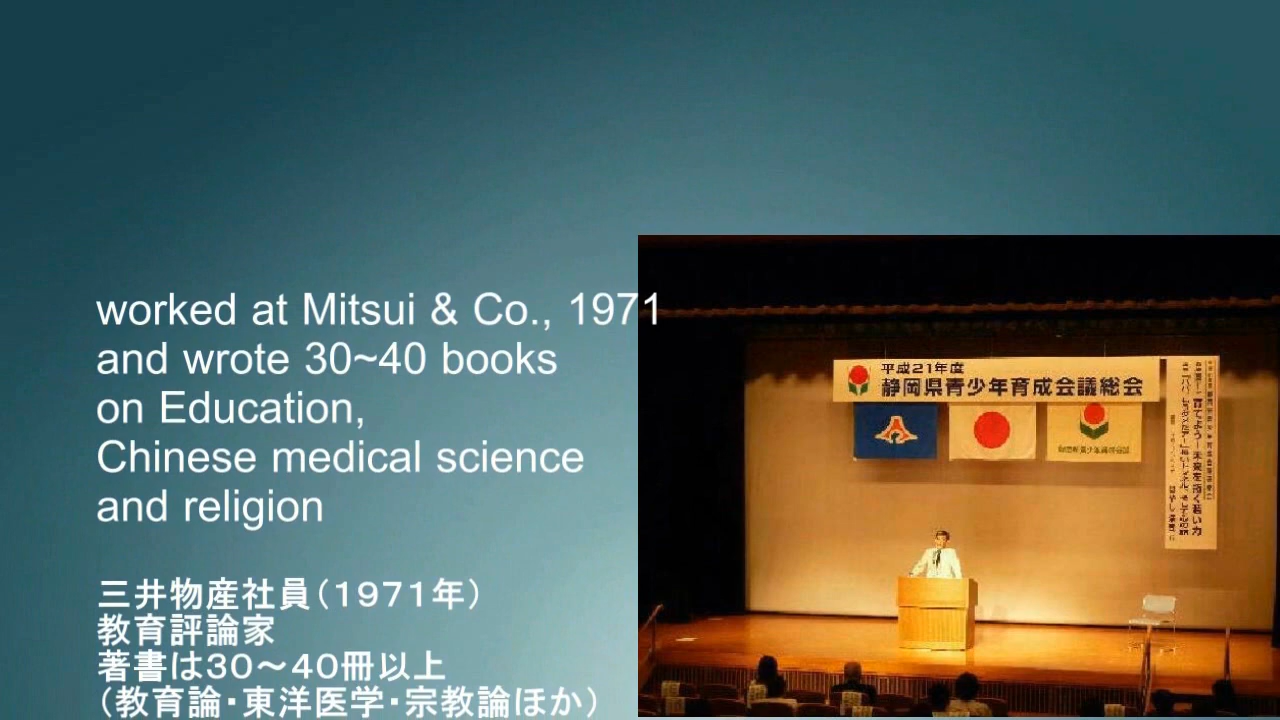 worked at Mitsui & Co., 1971
and wrote 30~40 books
on Education,
Chinese medical science
and religion
三井物産社員（１９７１年）
教育評論家
著書は３０～４０冊以上
（教育論・東洋医学・宗教論ほか）
平成21年度
静岡県青少年育成会議総会